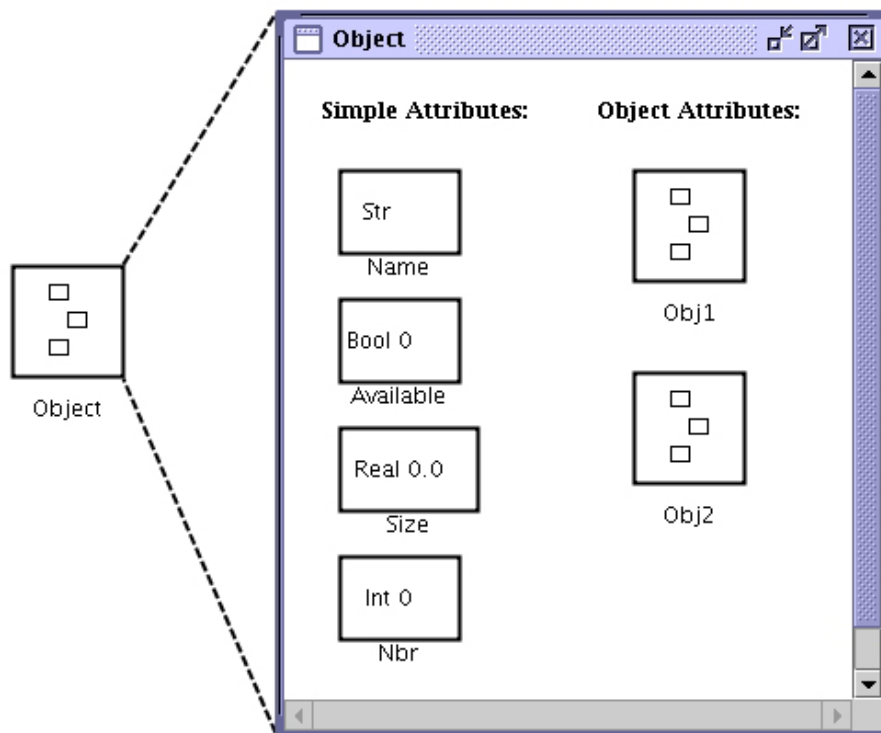 Object
Object
Simple Attributes:
Str
Name
Bool 0
Available
Real 0.0
Size
Int 0
Nbr
Object Attributes:
Obj1
Obj2